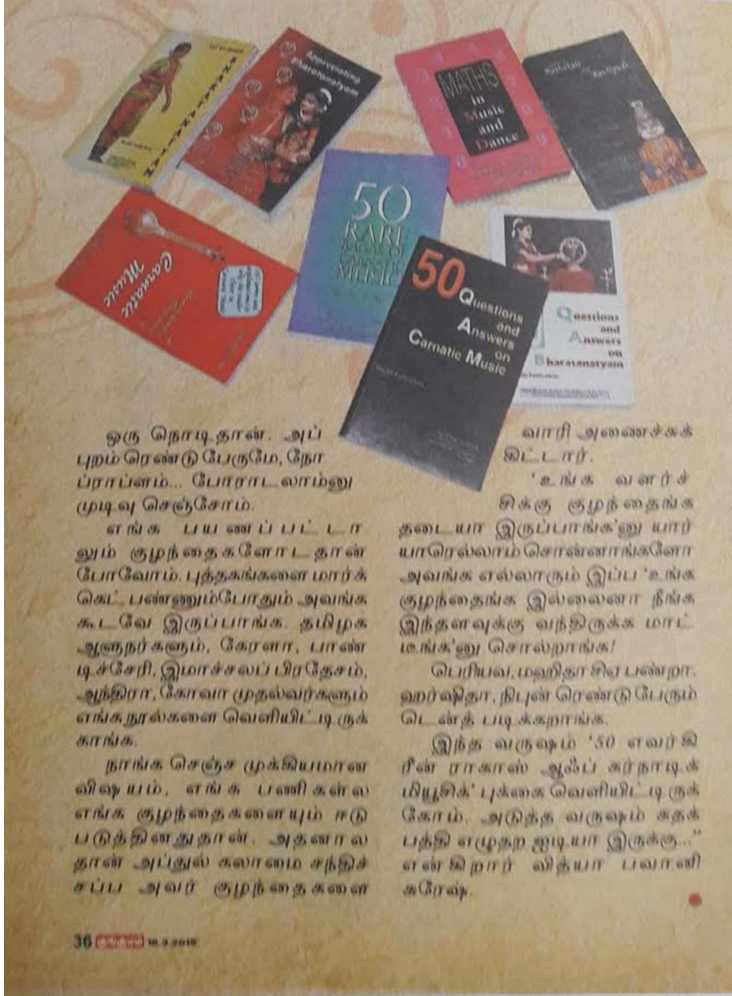 BHARATANATYAM
Appreciating
Bharatanatyam
MATHS
in
Music
and
Dance
Carnatic
Music
50
RARE
RAGAS OF
CARNATIC
MUSIC
50 Questions
and
Answers
on
Carnatic Music
Questions
and
Answers
on
Bharatanatyam
ஒரு நொடிதான். அப்
புறம் ரெண்டு பேருமே, நோ
ப்ராப்ளம்... போராடலாம்னு
முடிவு செஞ்சோம்.
எங்க பயணப்பட்டா
லும் குழந்தைகளோடதான்
போவோம். புத்தகங்களை மார்க்
கெட் பண்ணும்போதும் அவங்க
கூடவே இருப்பாங்க. தமிழக
ஆளுநர்களும், கேரளா, பாண்
டிச்சேரி, இமாச்சலப் பிரதேசம்,
ஆந்திரா, கோவா முதல்வர்களும்
எங்க நூல்களை வெளியிட்டிருக்
காங்க.
நாங்க செஞ்ச முக்கியமான
விஷயம், எங்க பணிகள்ல
எங்க குழந்தைகளையும் ஈடு
படுத்தினதுதான். அதனால
தான் அப்துல் கலாமை சந்திச்
சப்ப அவர் குழந்தைகளை
வாரி அணைச்சுக்
கிட்டார்.
'உங்க வளர்ச்
சிக்கு குழந்தைங்க
தடையா இருப்பாங்க'னு யார்
யாரெல்லாம் சொன்னாங்களோ
அவங்க எல்லாரும் இப்ப 'உங்க
குழந்தைங்க இல்லைனா நீங்க
இந்தளவுக்கு வந்திருக்க மாட்
டீங்க'னு சொல்றாங்க!
பெரியவ, மஹிதா சிஏ பண்றா.
ஹர்ஷிதா, நிபுன் ரெண்டு பேரும்
டென்த் படிக்கறாங்க.
இந்த வருஷம் '50 எவர்கி
ரீன் ராகாஸ் ஆஃப் கர்நாடிக்
மியூசிக்' புக்கை வெளியிட்டிருக்
கோம். அடுத்த வருஷம் கதக்
பத்தி எழுதற ஐடியா இருக்கு..."
என்கிறார் வித்யா பவானி
சுரேஷ்.
36 குங்குமம்